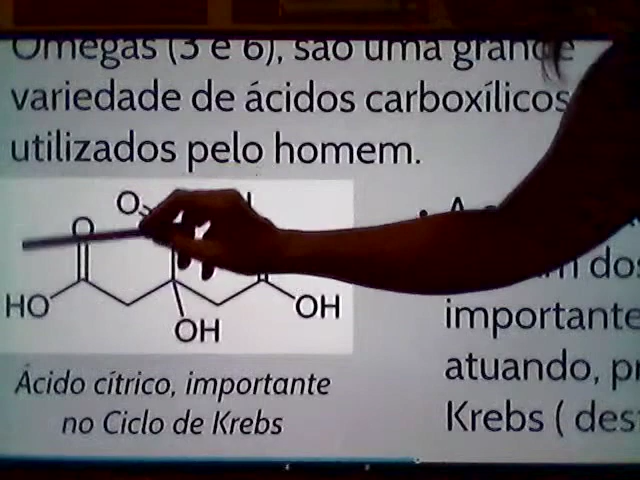 Ômegas (3 e 6), são uma grande
variedade de ácidos carboxílicos
utilizados pelo homem.
O
O
HO
OH
OH
Ácido cítrico, importante
no Ciclo de Krebs
• A
dos
importante
atuando,
Krebs (